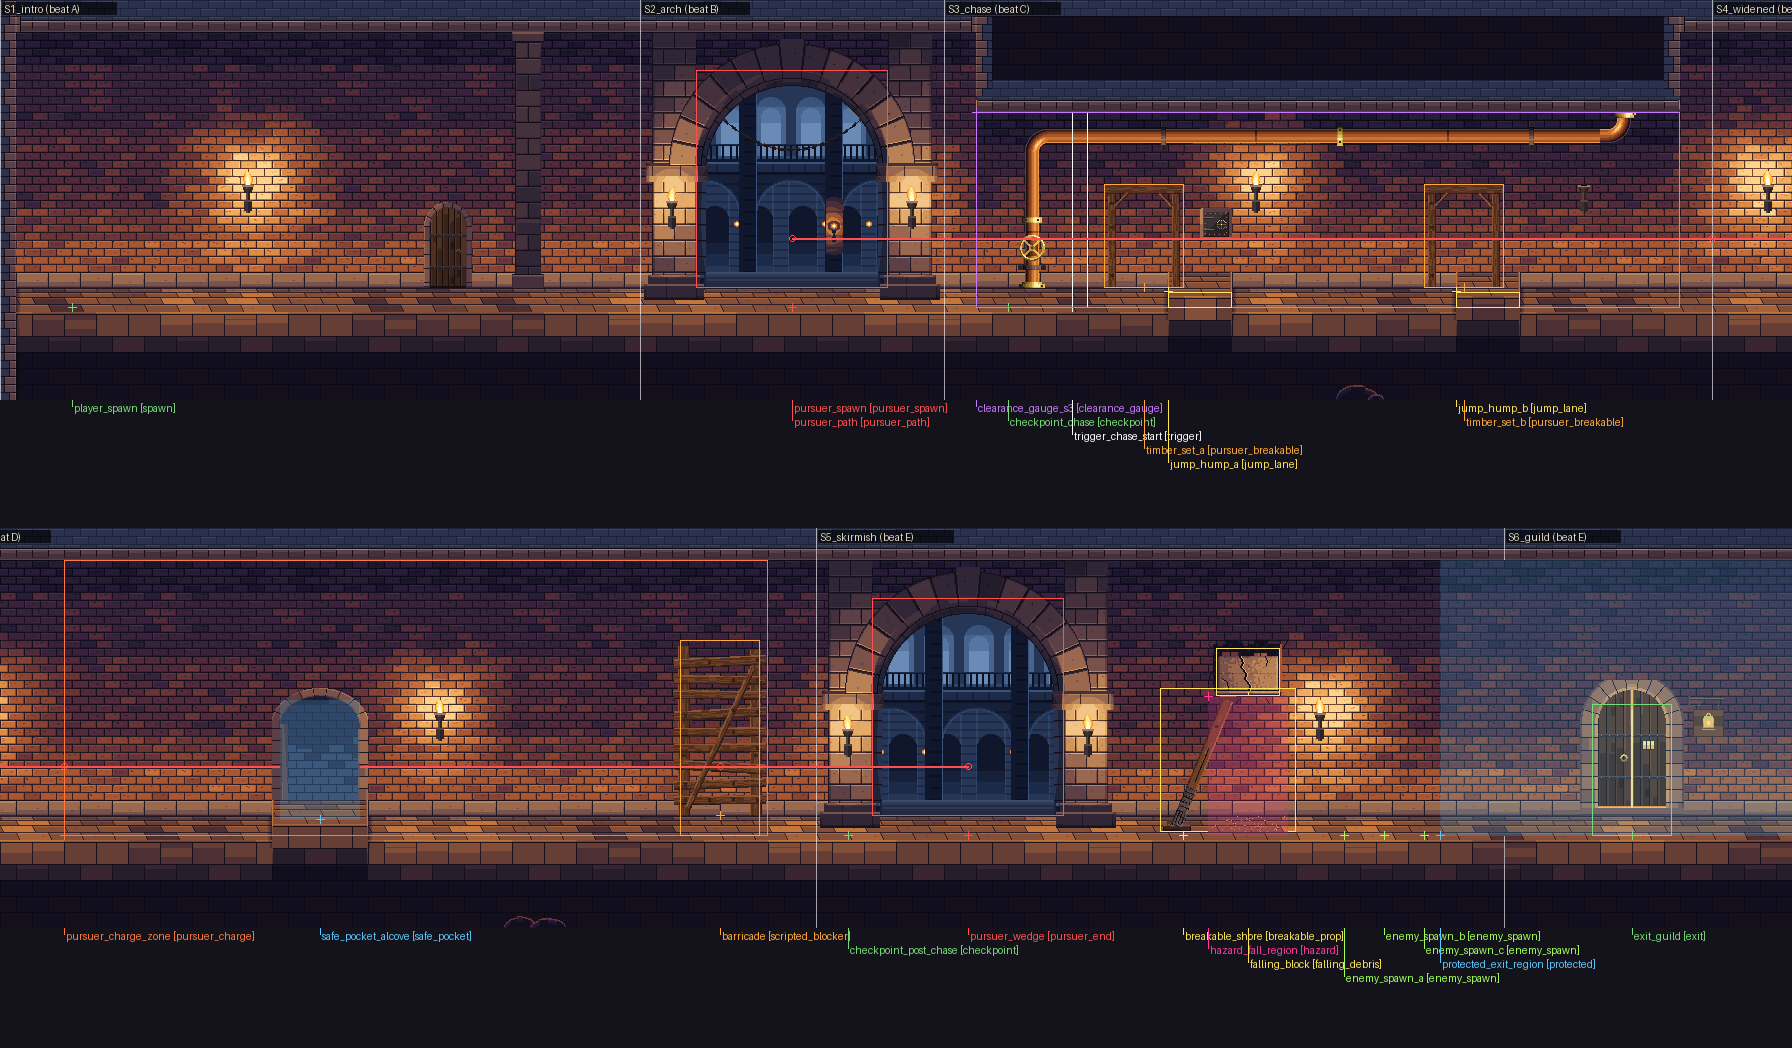 S1_intro (beat A)
S2_arch (beat B)
S3_chase (beat C)
S4_widened (be
player_spawn [spawn]
pursuer_spawn [pursuer_spawn]
pursuer_path [pursuer_path]
clearance_gauge_s3 [clearance_gauge]
checkpoint_chase [checkpoint]
trigger_chase_start [trigger]
timber_set_a [pursuer_breakable]
jump_hump_a [jump_lane]
jump_hump_b [jump_lane]
timber_set_b [pursuer_breakable]
at D)
S5_skirmish (beat E)
S6_guild (beat E)
pursuer_charge_zone [pursuer_charge]
safe_pocket_alcove [safe_pocket]
barricade [scripted_blocker]
checkpoint_post_chase [checkpoint]
pursuer_wedge [pursuer_end]
breakable_shore [breakable_prop]
hazard_fall_region [hazard]
falling_block [falling_debris]
enemy_spawn_a [enemy_spawn]
enemy_spawn_b [enemy_spawn]
enemy_spawn_c [enemy_spawn]
protected_exit_region [protected]
exit_guild [exit]